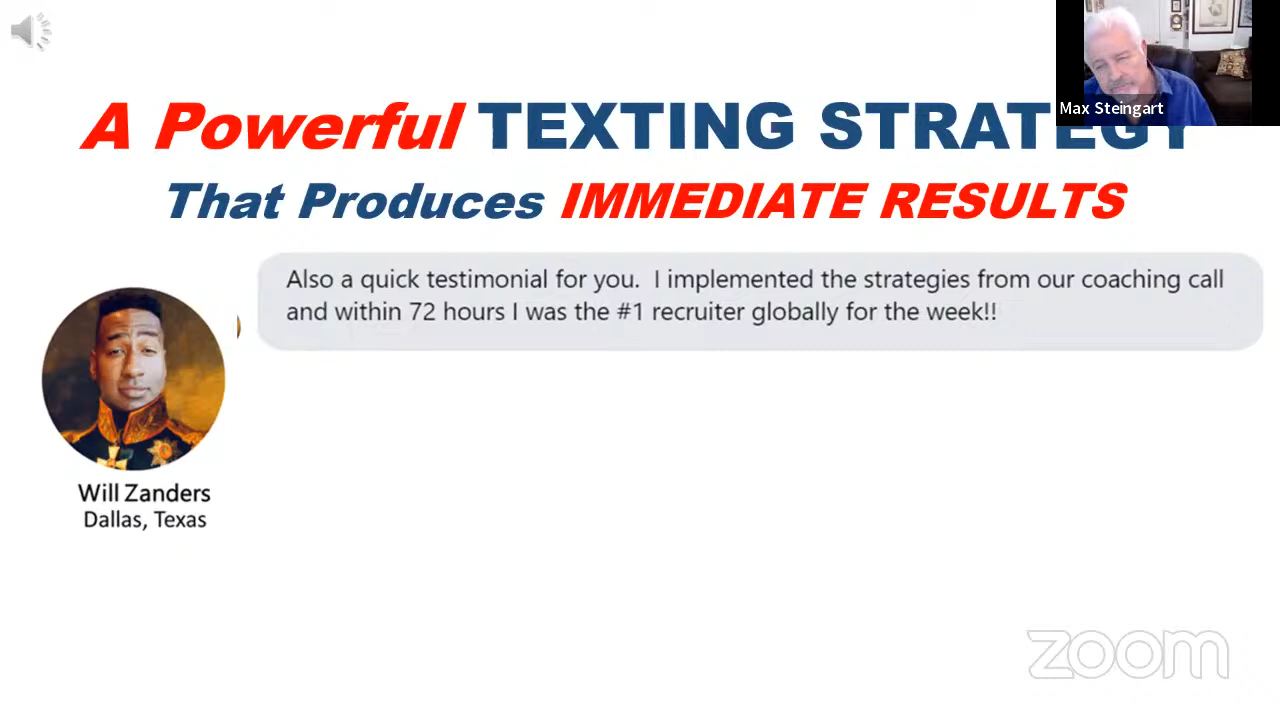 Max Steingart
A Powerful TEXTING STRATEGY
That Produces IMMEDIATE RESULTS
Also a quick testimonial for you.  I implemented the strategies from our coaching call
and within 72 hours I was the #1 recruiter globally for the week!!
Will Zanders
Dallas, Texas
zoom